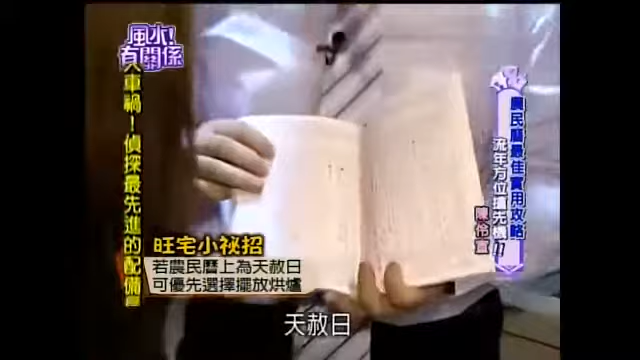 風水!
有關係
車禍!偵探最先進的配備
農民曆最佳實用攻略
流年方位搶先機!!
陳伶宣
旺宅小祕招
若農民曆上為天赦日
可優先選擇擺放烘爐
天赦日